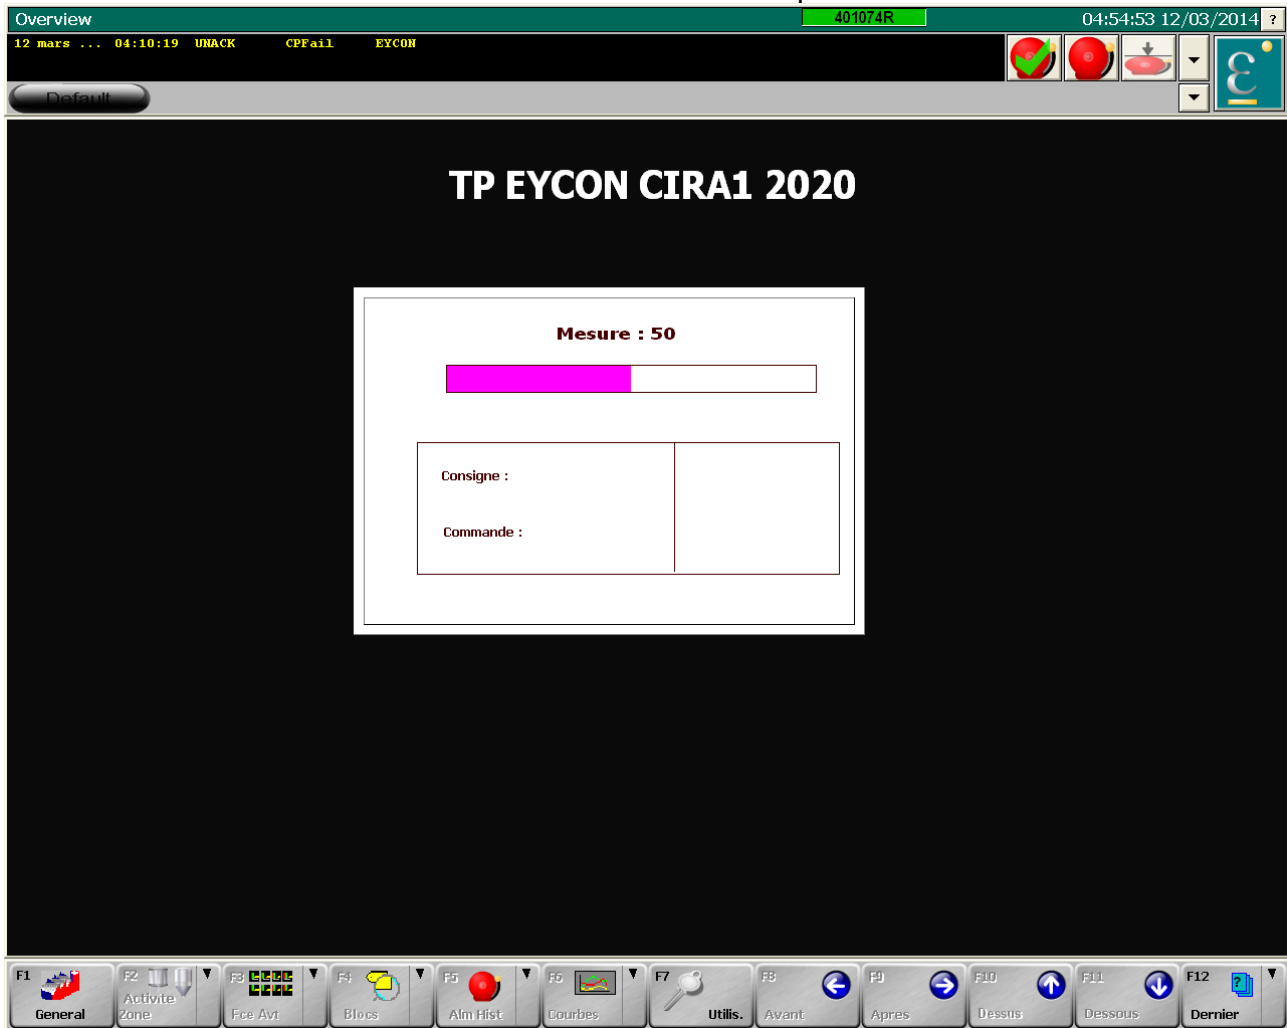 Overview 401074R 04:54:53 12/03/2014 ?
12 mars ... 04:10:19 UNACK CPFail EYCON
Default
TP EYCON CIRA1 2020
Mesure : 50
Consigne :
Commande :
F1 General
F2 Activite Zone
F3 Fce Avt
F4 Blocs
F5 Alm Hist
F6 Courbes
F7 Utilis.
F8 Avant
F9 Apres
F10 Dessus
F11 Dessous
F12 ? Dernier